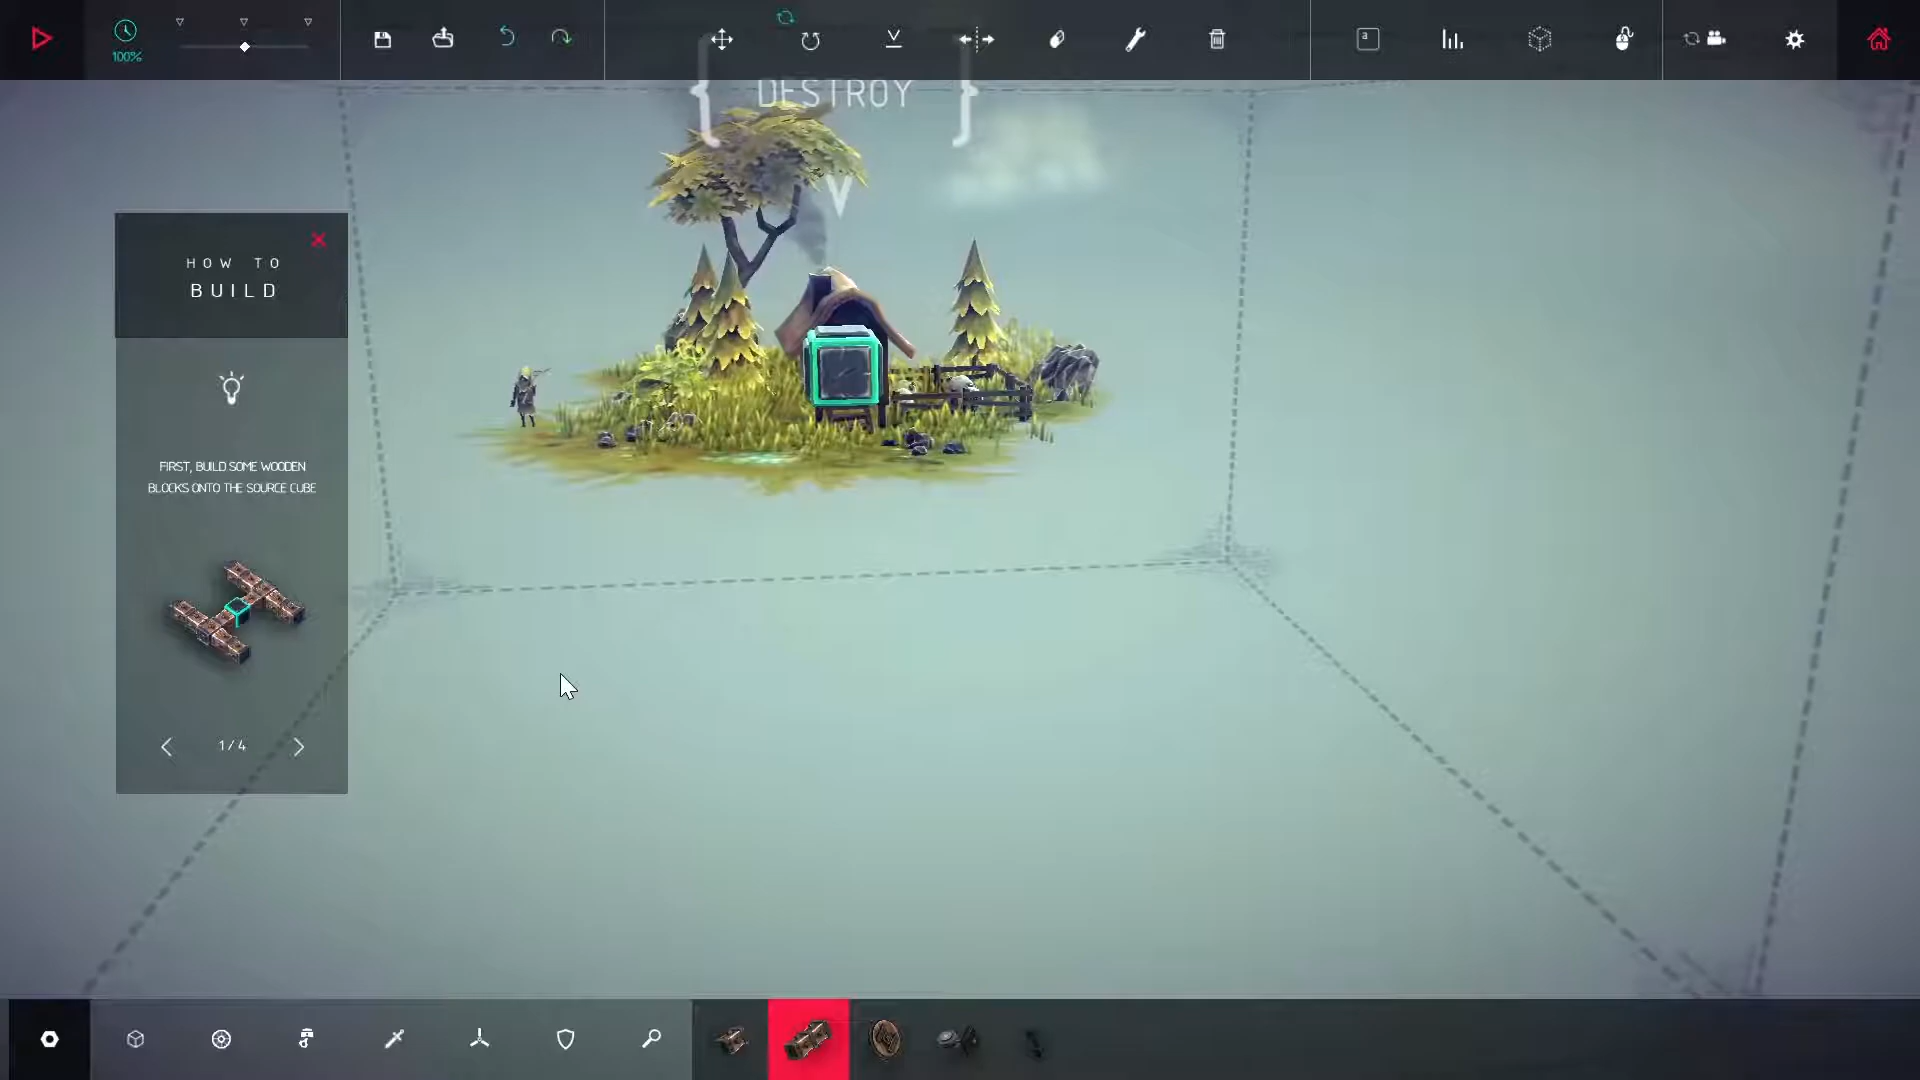 100%
DESTROY
HOW TO
BUILD
FIRST, BUILD SOME WOODEN
BLOCKS ONTO THE SOURCE CUBE
1/4
a